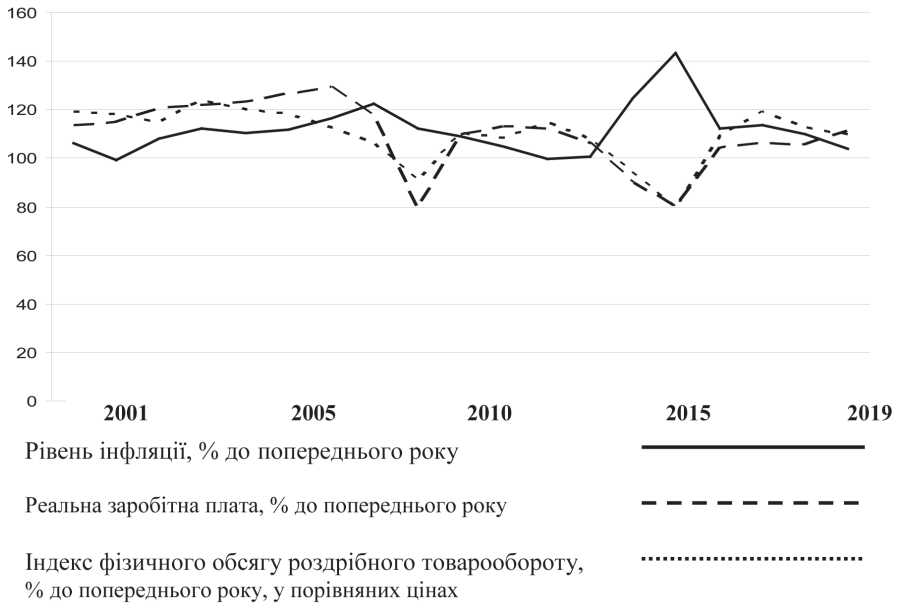 160
140
120
100
80
60
40
20
0
2001 2005 2010 2015 2019
Рівень інфляції, % до попереднього року
Реальна заробітна плата, % до попереднього року
Індекс фізичного обсягу роздрібного товарообороту,
% до попереднього року, у порівняних цінах